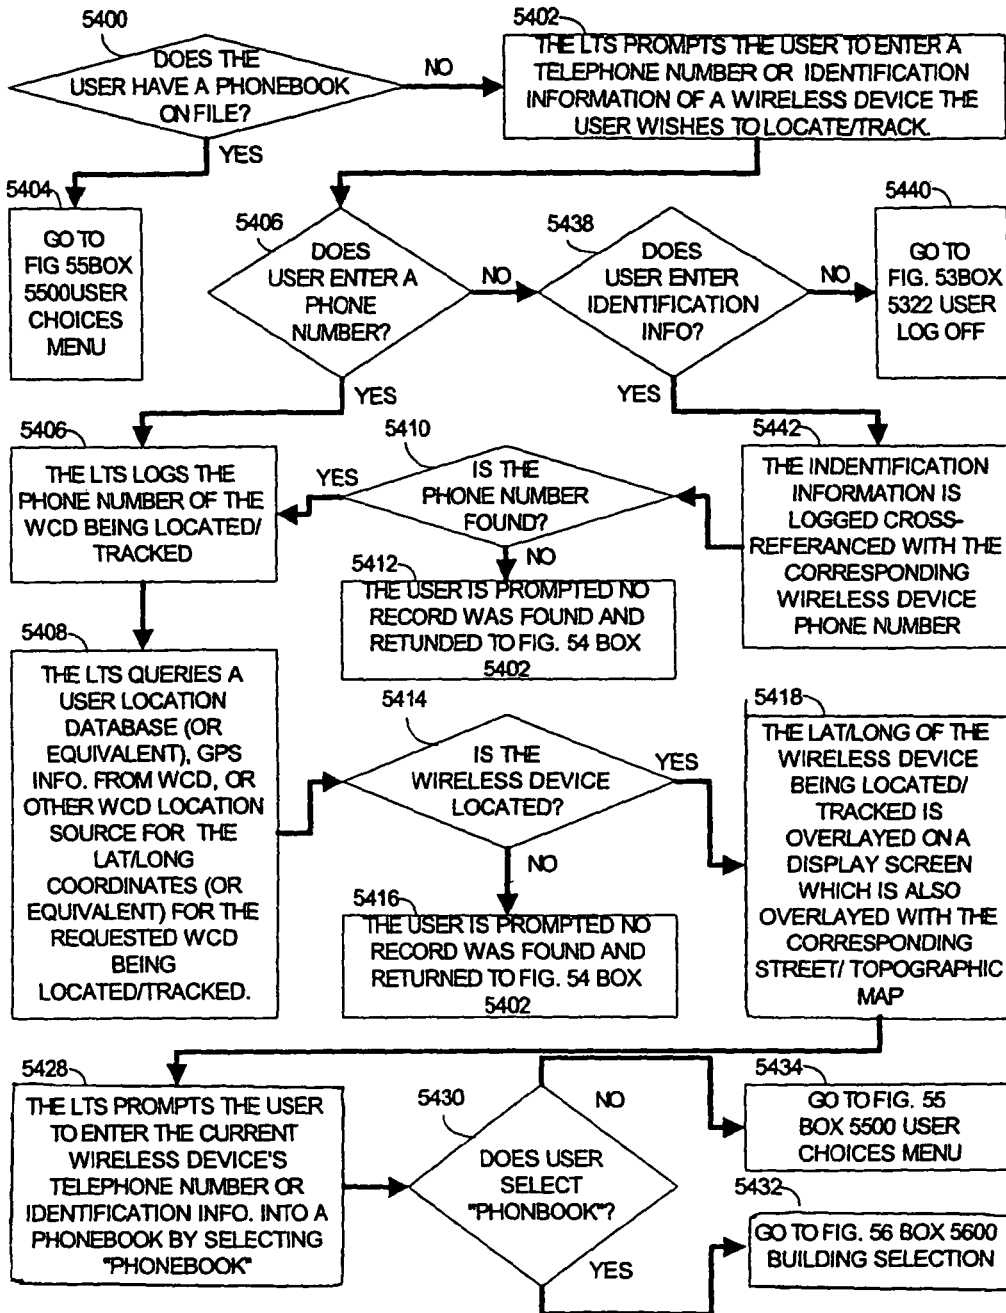 5400
DOES THE
USER HAVE A PHONEBOOK
ON FILE?
NO
YES
5402
THE LTS PROMPTS THE USER TO ENTER A
TELEPHONE NUMBER OR IDENTIFICATION
INFORMATION OF A WIRELESS DEVICE THE
USER WISHES TO LOCATE/TRACK.
5404
GO TO
FIG 55BOX
5500USER
CHOICES
MENU
5406
DOES
USER ENTER A
PHONE
NUMBER?
NO
YES
5438
DOES
USER ENTER
IDENTIFICATION
INFO?
NO
YES
5440
GO TO
FIG. 53BOX
5322 USER
LOG OFF
5406
THE LTS LOGS THE
PHONE NUMBER OF THE
WCD BEING LOCATED/
TRACKED
5410
IS THE
PHONE NUMBER
FOUND?
YES
NO
5442
THE INDENTIFICATION
INFORMATION IS
LOGGED CROSS-
REFERANCED WITH THE
CORRESPONDING
WIRELESS DEVICE
PHONE NUMBER
5412
THE USER IS PROMPTED NO
RECORD WAS FOUND AND
RETUNDED TO FIG. 54 BOX
5402
5408
THE LTS QUERIES A
USER LOCATION
DATABASE (OR
EQUIVALENT), GPS
INFO. FROM WCD, OR
OTHER WCD LOCATION
SOURCE FOR THE
LAT/LONG
COORDINATES (OR
EQUIVALENT) FOR THE
REQUESTED WCD
BEING
LOCATED/TRACKED.
5414
IS THE
WIRELESS DEVICE
LOCATED?
YES
NO
5416
THE USER IS PROMPTED NO
RECORD WAS FOUND AND
RETURNED TO FIG. 54 BOX
5402
5418
THE LAT/LONG OF THE
WIRELESS DEVICE
BEING LOCATED/
TRACKED IS
OVERLAYED ON A
DISPLAY SCREEN
WHICH IS ALSO
OVERLAYED WITH THE
CORRESPONDING
STREET/ TOPOGRAPHIC
MAP
5428
THE LTS PROMPTS THE USER
TO ENTER THE CURRENT
WIRELESS DEVICE'S
TELEPHONE NUMBER OR
IDENTIFICATION INFO. INTO A
PHONEBOOK BY SELECTING
"PHONEBOOK"
5430
DOES USER
SELECT
"PHONBOOK"?
NO
YES
5434
GO TO FIG. 55
BOX 5500 USER
CHOICES MENU
5432
GO TO FIG. 56 BOX 5600
BUILDING SELECTION